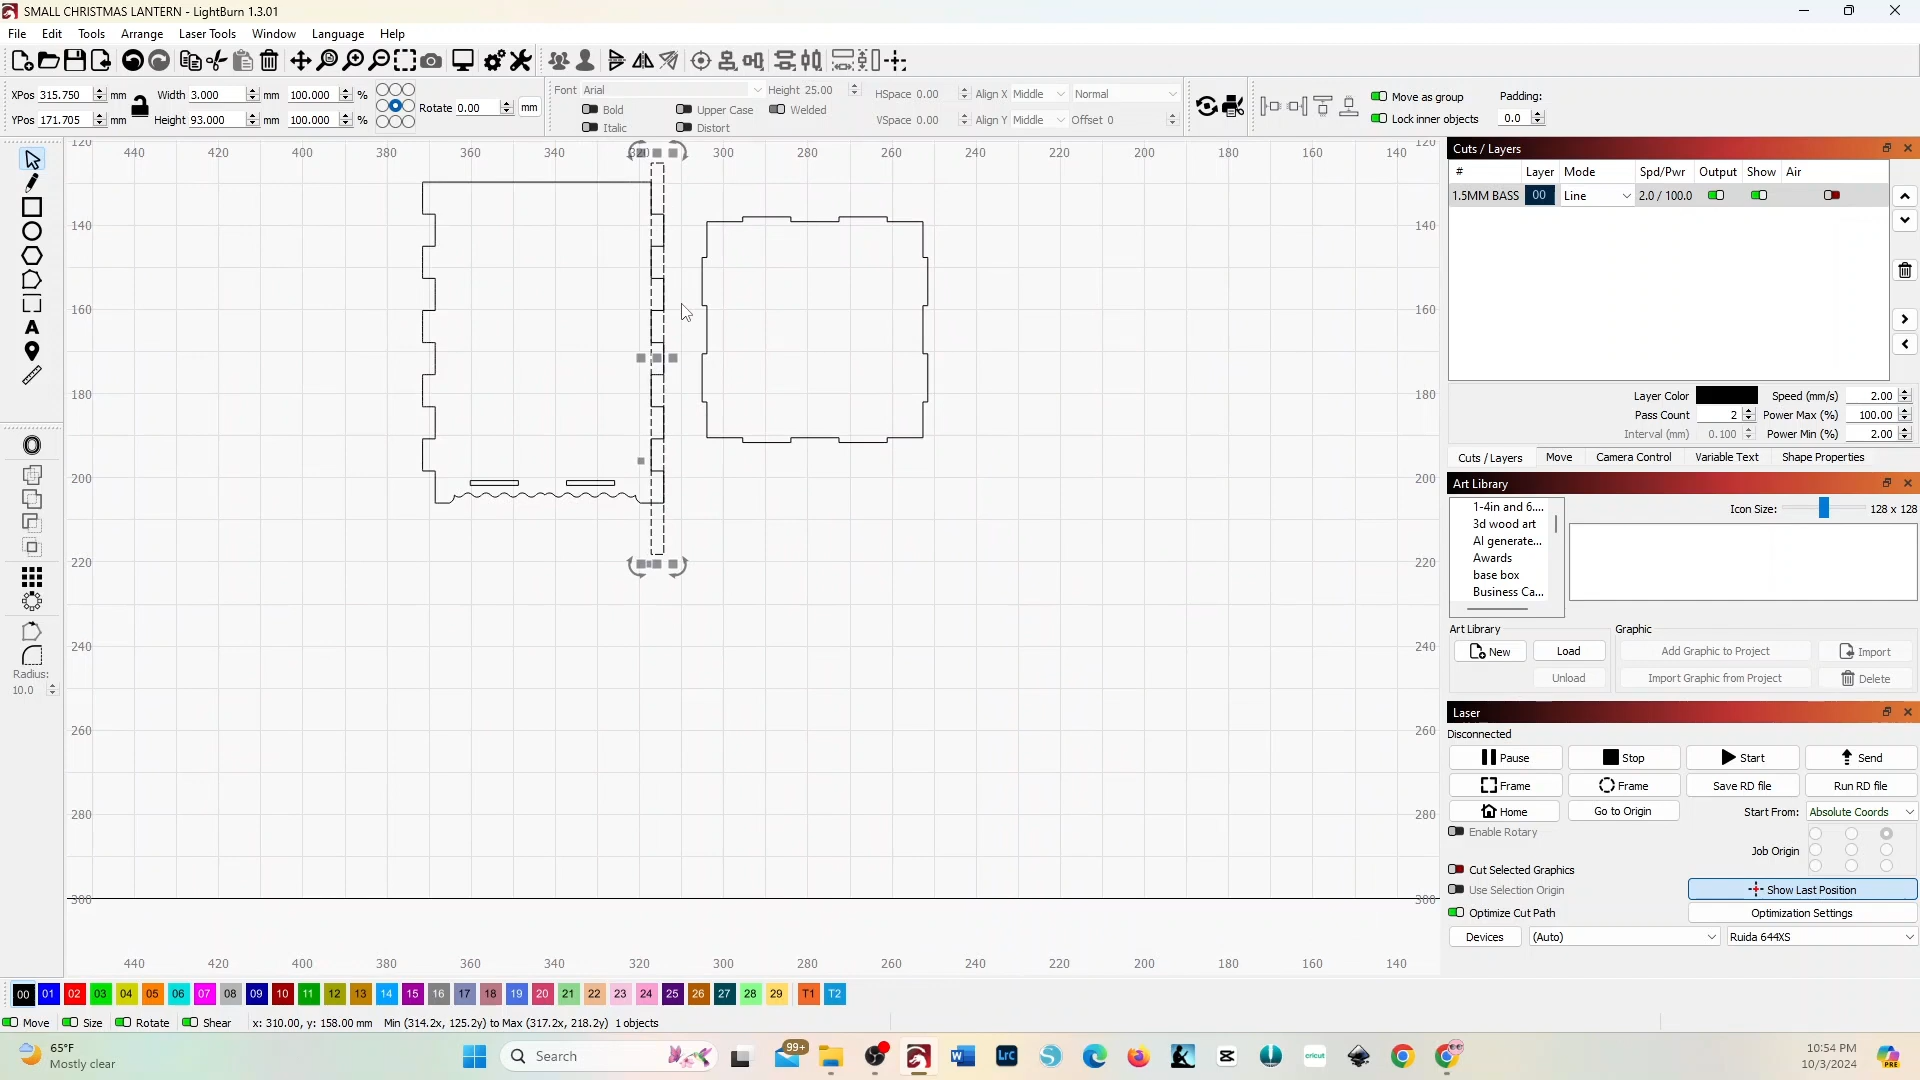 SMALL CHRISTMAS LANTERN - LightBurn 1.3.01
File Edit Tools Arrange Laser Tools Window Language Help
XPos 315.750 mm Width 3.000 mm 100.000 %
YPos 171.705 mm Height 93.000 mm 100.000 %
Rotate 0.00 mm
Font Arial Height 25.00
Bold Upper Case Welded
Italic Distort
HSpace 0.00 Align X Middle Normal
VSpace 0.00 Align Y Middle Offset 0
Move as group
Lock inner objects
Padding:
0.0
120 440 420 400 380 360 340 320 300 280 260 240 220 200 180 160 140 120
140 140
160 160
180 180
200 200
220 220
240 240
260 260
280 280
300 300
440 420 400 380 360 340 320 300 280 260 240 220 200 180 160 140
Radius:
10.0
Cuts / Layers
# Layer Mode Spd/Pwr Output Show Air
1.5MM BASS 00 Line 2.0 / 100.0
Layer Color Speed (mm/s) 2.00
Pass Count 2 Power Max (%) 100.00
Interval (mm) 0.100 Power Min (%) 2.00
Cuts / Layers Move Camera Control Variable Text Shape Properties
Art Library
1-4in and 6....
3d wood art
AI generate...
Awards
base box
Business Ca...
Icon Size: 128 x 128
Art Library Graphic
New Load Add Graphic to Project Import
Unload Import Graphic from Project Delete
Laser
Disconnected
Pause Stop Start Send
Frame Frame Save RD file Run RD file
Home Go to Origin Start From: Absolute Coords
Enable Rotary
Job Origin
Cut Selected Graphics
Use Selection Origin Show Last Position
Optimize Cut Path Optimization Settings
Devices (Auto) Ruida 644XS
00 01 02 03 04 05 06 07 08 09 10 11 12 13 14 15 16 17 18 19 20 21 22 23 24 25 26 27 28 29 T1 T2
Move Size Rotate Shear x: 310.00, y: 158.00 mm Min (314.2x, 125.2y) to Max (317.2x, 218.2y) 1 objects
65°F
Mostly clear
Search
99+
Lrc
cricut
10:54 PM
10/3/2024
PRE